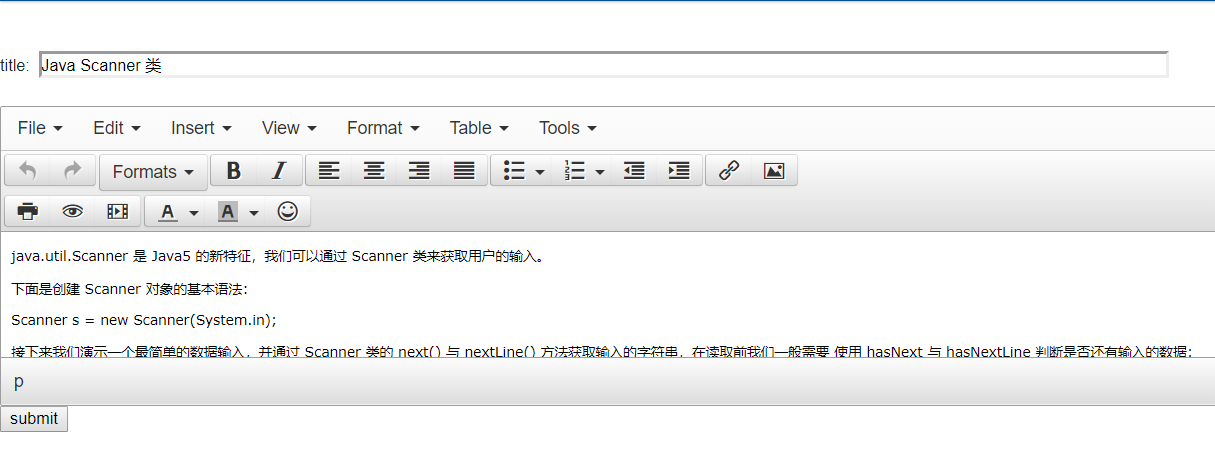 title: Java Scanner 类
File Edit Insert View Format Table Tools
Formats B I
A A
java.util.Scanner 是 Java5 的新特征，我们可以通过 Scanner 类来获取用户的输入。
下面是创建 Scanner 对象的基本语法：
Scanner s = new Scanner(System.in);
接下来我们演示一个最简单的数据输入，并通过 Scanner 类的 next() 与 nextLine() 方法获取输入的字符串，在读取前我们一般需要 使用 hasNext 与 hasNextLine 判断是否还有输入的数据：
p
submit